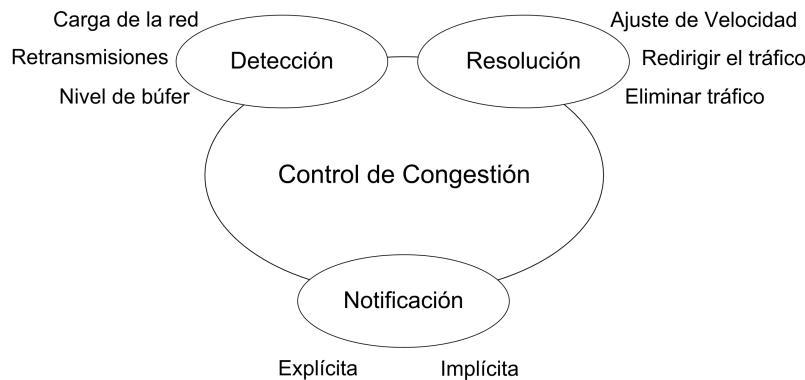 Carga de la red
Retransmisiones
Nivel de búfer
Detección
Resolución
Ajuste de Velocidad
Redirigir el tráfico
Eliminar tráfico
Control de Congestión
Notificación
Explícita
Implícita